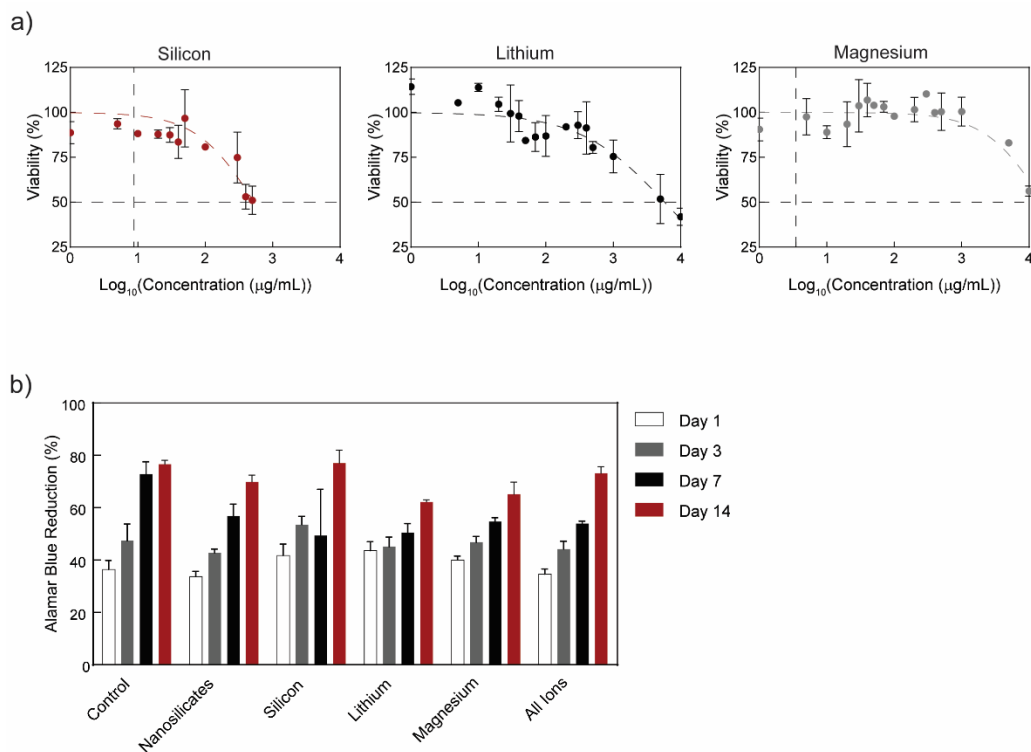 a)
Silicon
Lithium
Magnesium
125
100
75
50
25
Viability (%)
0 1 2 3 4
Log10(Concentration (μg/mL))
125
100
75
50
25
Viability (%)
0 1 2 3 4
Log10(Concentration (μg/mL))
125
100
75
50
25
Viability (%)
0 1 2 3 4
Log10(Concentration (μg/mL))
b)
100
80
60
40
20
0
Alamar Blue Reduction (%)
Control
Nanosilicates
Silicon
Lithium
Magnesium
All Ions
Day 1
Day 3
Day 7
Day 14